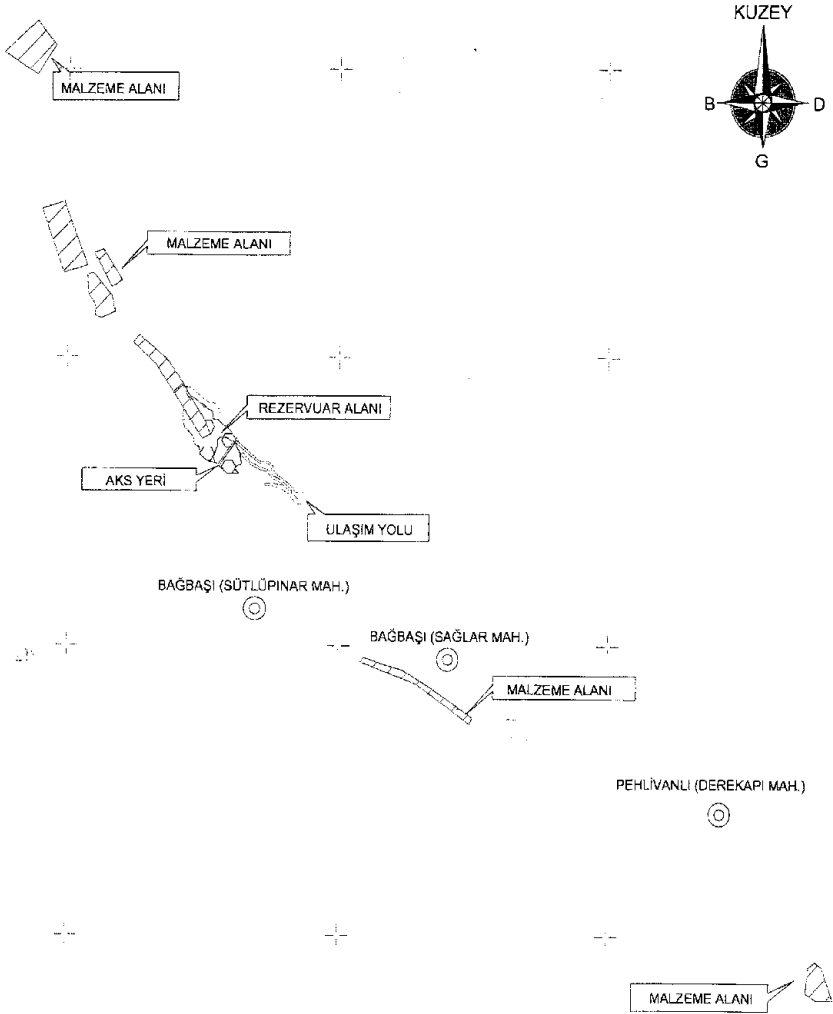 KUZEY
B
D
G
MALZEME ALANI
MALZEME ALANI
REZERVUAR ALANI
AKS YERİ
ULAŞIM YOLU
BAĞBAŞI (SÜTLÜPINAR MAH.)
BAĞBAŞI (SAĞLAR MAH.)
MALZEME ALANI
PEHLİVANLI (DEREKAPI MAH.)
MALZEME ALANI